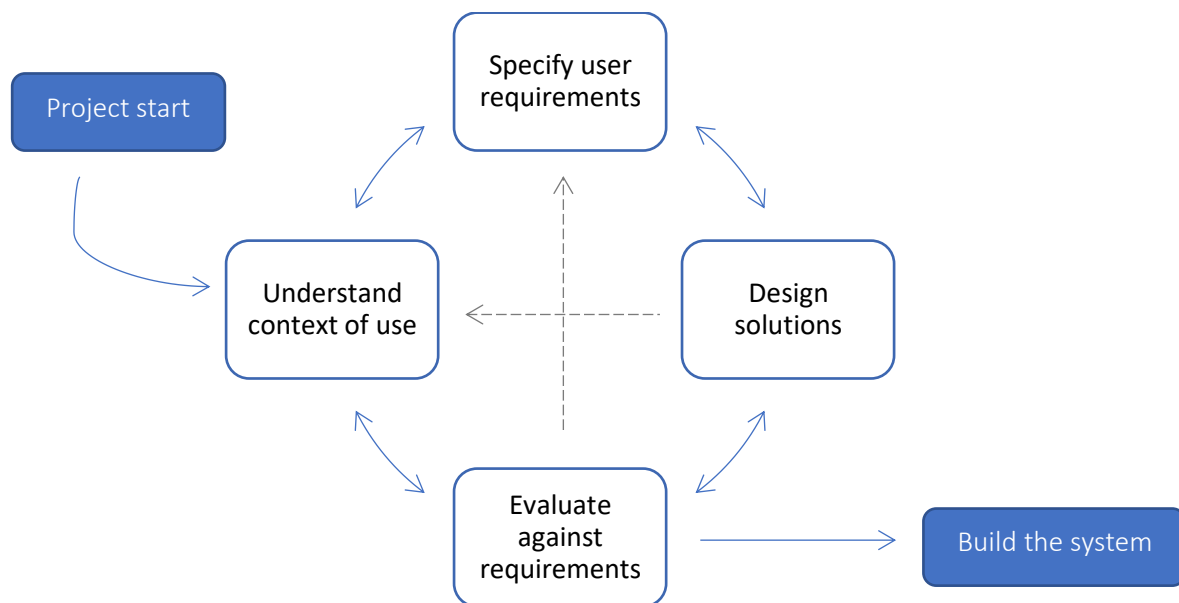 Specify user
requirements
Project start
Understand
context of use
Design
solutions
Evaluate
against
requirements
Build the system